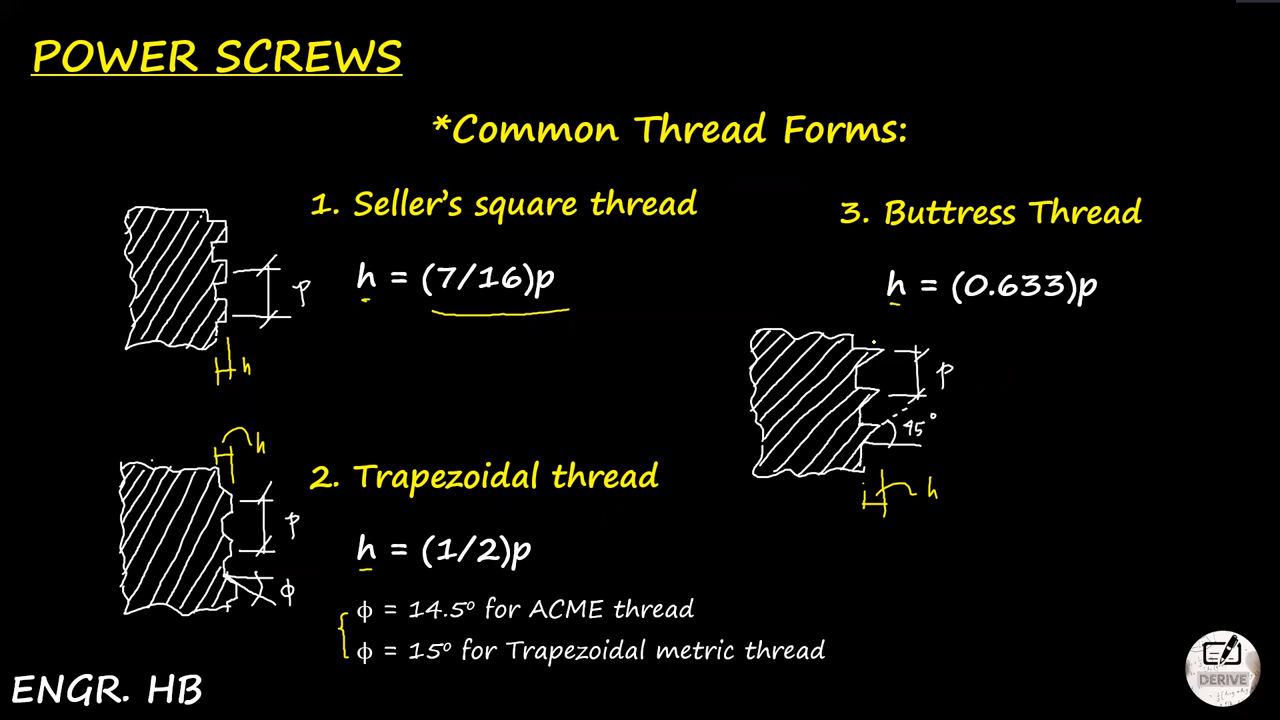 POWER SCREWS
*Common Thread Forms:
1. Seller's square thread
h = (7/16)p
p
h
2. Trapezoidal thread
h = (1/2)p
ϕ = 14.5° for ACME thread
ϕ = 15° for Trapezoidal metric thread
h
p
ϕ
3. Buttress Thread
h = (0.633)p
p
45°
h
ENGR. HB
DERIVE